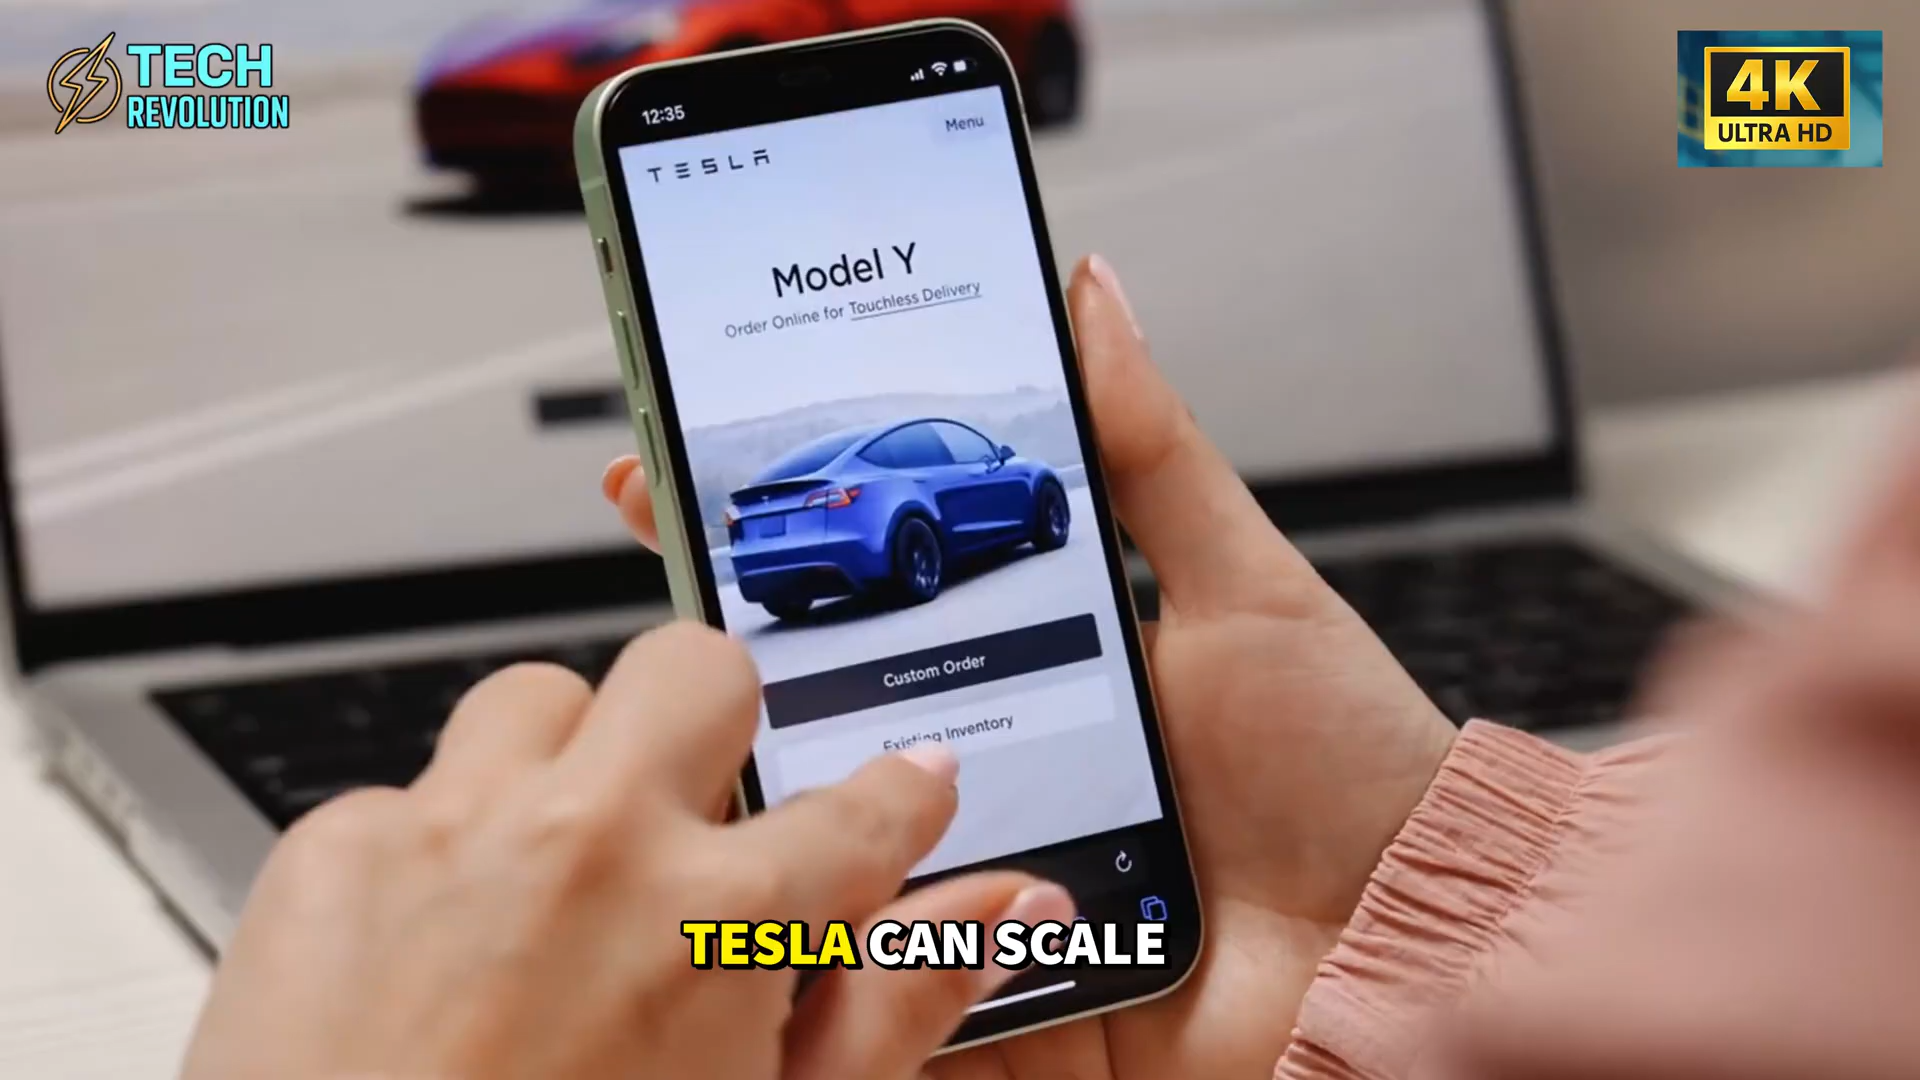 TECH
REVOLUTION
4K
ULTRA HD
12:35
Menu
TESLA
Model Y
Order Online for Touchless Delivery
Custom Order
Existing Inventory
TESLA CAN SCALE